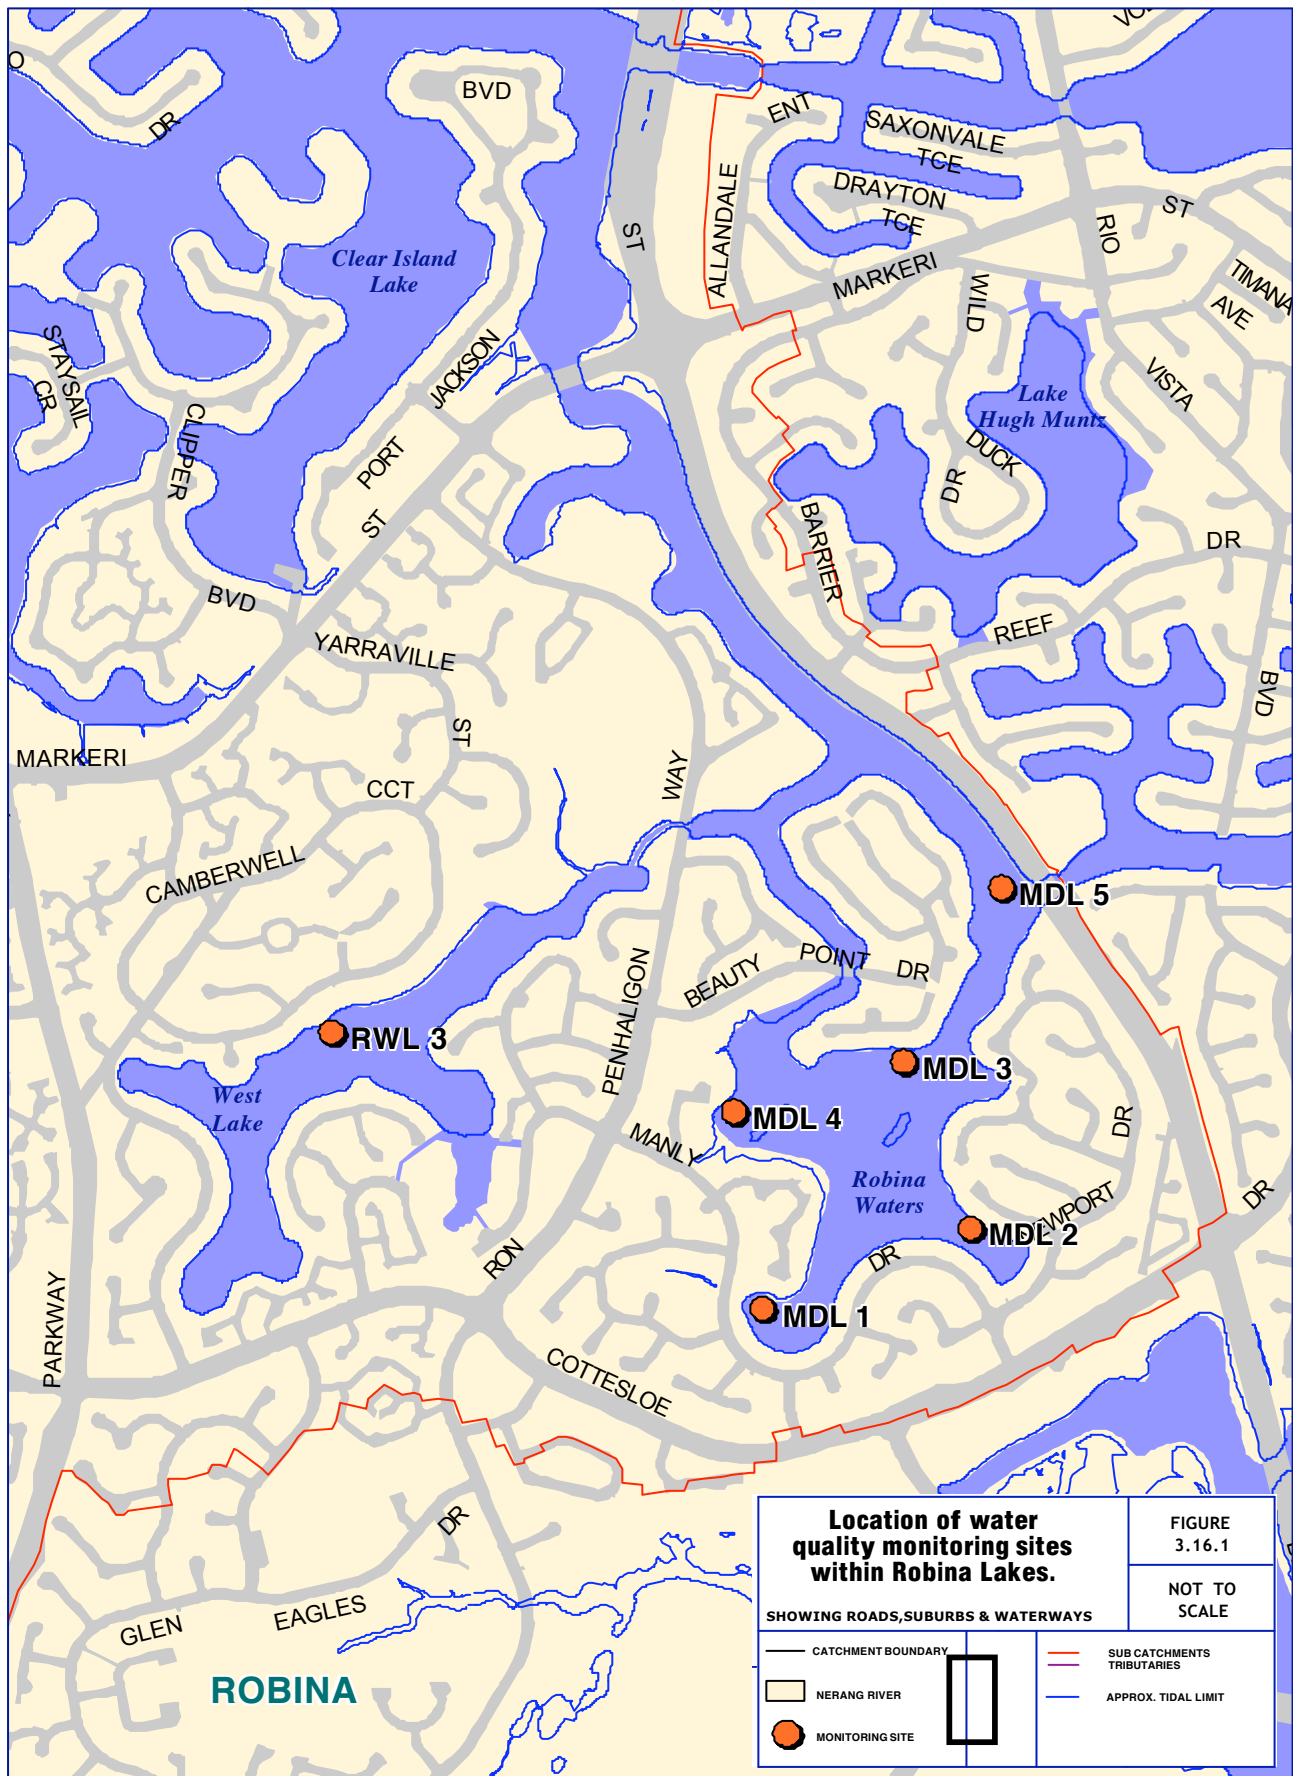 O
DR
BVD
VO
ENT
SAXONVALE
TCE
DRAYTON
TCE
ALLANDALE
ST
MARKERI
RIO
ST
TIMANA
AVE
VISTA
WILD
DUCK
DR
Lake
Hugh Muntz
Clear Island
Lake
STAYSAIL
CR
CLIPPER
BVD
PORT
JACKSON
ST
BARRIER
REEF
DR
BVD
YARRAVILLE
ST
MARKERI
CCT
CAMBERWELL
WAY
PENHALIGON
BEAUTY
POINT
DR
MDL 5
RWL 3
West
Lake
MDL 3
MDL 4
MANLY
DR
Robina
Waters
MDL 2
DR
DR
MDL 1
RON
PARKWAY
COTTESLOE
DR
GLEN
EAGLES
ROBINA
Location of water
quality monitoring sites
within Robina Lakes.
SHOWING ROADS,SUBURBS & WATERWAYS
FIGURE
3.16.1
NOT TO
SCALE
CATCHMENT BOUNDARY
NERANG RIVER
MONITORING SITE
SUB CATCHMENTS
TRIBUTARIES
APPROX. TIDAL LIMIT